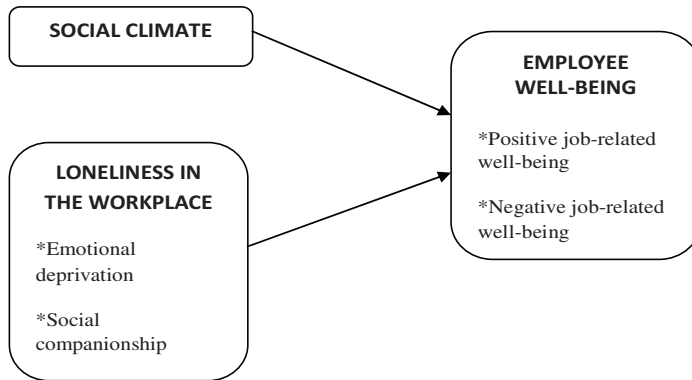 SOCIAL CLIMATE
EMPLOYEE
WELL-BEING
*Positive job-related
well-being
*Negative job-related
well-being
LONELINESS IN
THE WORKPLACE
*Emotional
deprivation
*Social
companionship